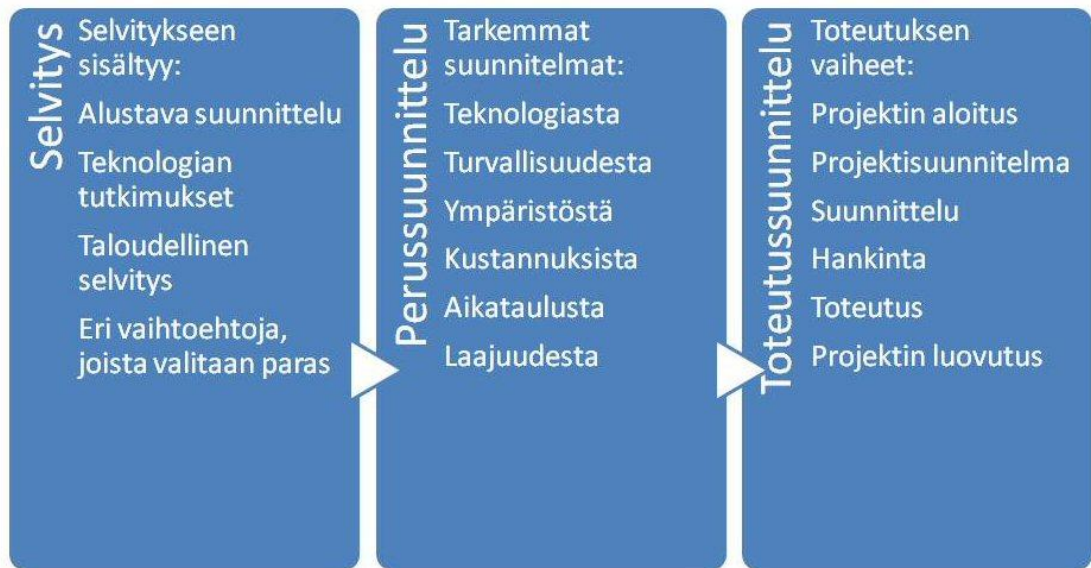 Selvitys
Selvitykseen
sisältyy:
Alustava suunnittelu
Teknologian
tutkimukset
Taloudellinen
selvitys
Eri vaihtoehtoja,
joista valitaan paras
Perussuunnittelu
Tarkemmat
suunnitelmat:
Teknologiasta
Turvallisuudesta
Ympäristöstä
Kustannuksista
Aikataulusta
Laajuudesta
Toteutussuunnittelu
Toteutuksen
vaiheet:
Projektin aloitus
Projektisuunnitelma
Suunnittelu
Hankinta
Toteutus
Projektin luovutus